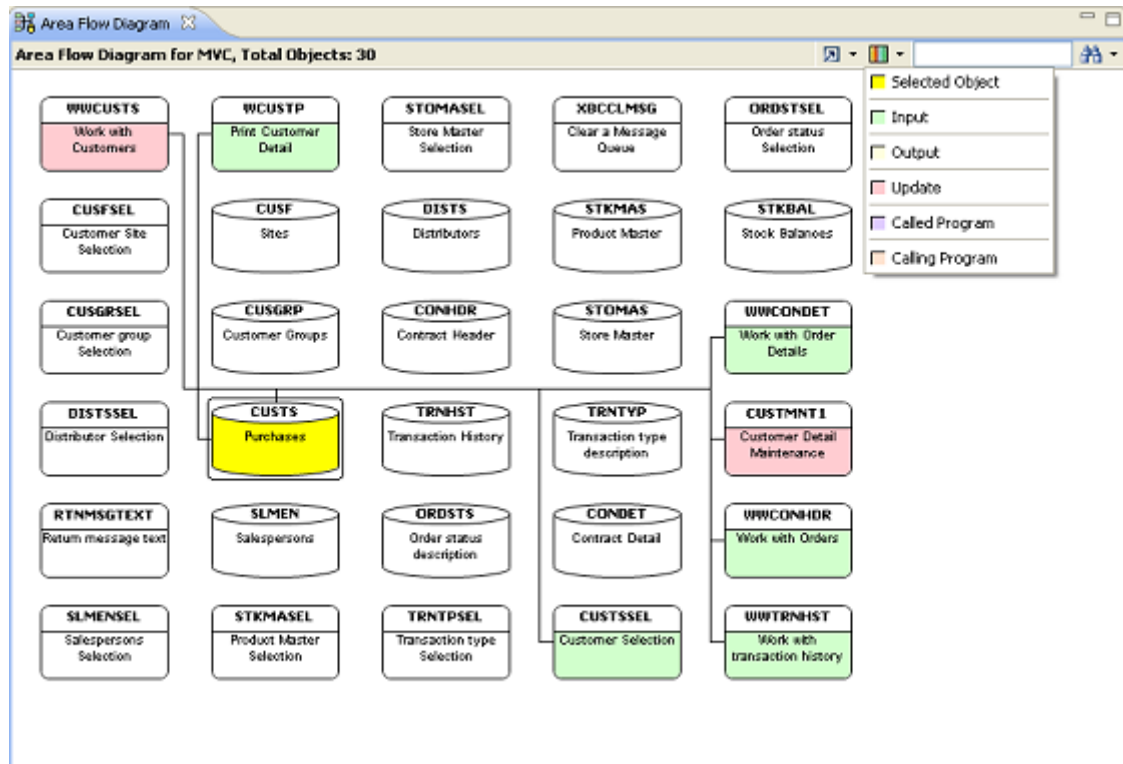 Area Flow Diagram
Area Flow Diagram for MVC, Total Objects: 30
Selected Object
Input
Output
Update
Called Program
Calling Program
WWCUSTS
Work with
Customers
WCUSTP
Print Customer
Detail
STOMASEL
Store Master
Selection
XBCCLMSG
Clear a Message
Queue
ORDSTSEL
Order status
Selection
CUSFSEL
Customer Site
Selection
CUSF
Sites
DISTS
Distributors
STKMAS
Product Master
STKBAL
Stock Balances
CUSGRSEL
Customer group
Selection
CUSGRP
Customer Groups
CONHDR
Contract Header
STOMAS
Store Master
WWCONDET
Work with Order
Details
DISTSSEL
Distributor Selection
CUSTS
Purchases
TRNHST
Transaction History
TRNTYP
Transaction type
description
CUSTMNT1
Customer Detail
Maintenance
RTNMSGTEXT
Return message text
SLMEN
Salespersons
ORDSTS
Order status
description
CONDET
Contract Detail
WWCONHDR
Work with Orders
SLMENSEL
Salespersons
Selection
STKMASEL
Product Master
Selection
TRNTPSEL
Transaction type
Selection
CUSTSSEL
Customer Selection
WWTRNHST
Work with
transaction history